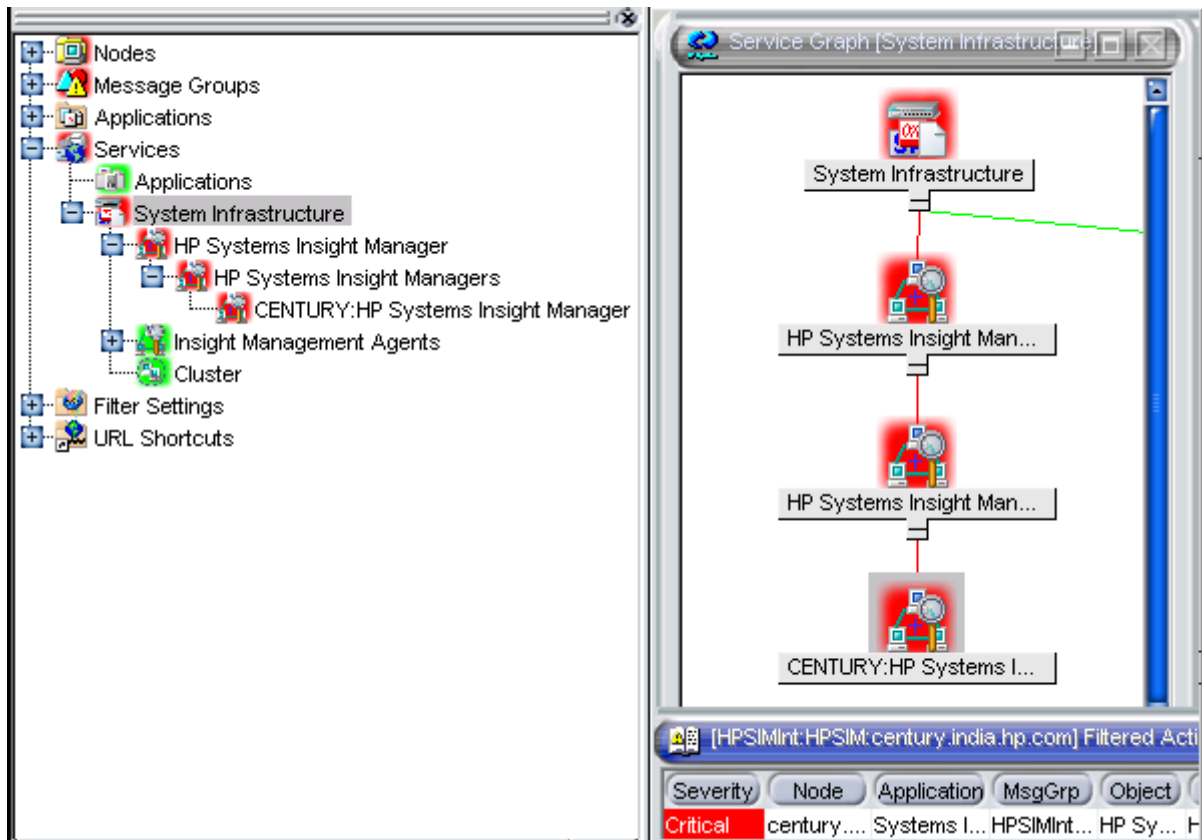 Nodes
Message Groups
Applications
Services
Applications
System Infrastructure
HP Systems Insight Manager
HP Systems Insight Managers
CENTURY:HP Systems Insight Manager
Insight Management Agents
Cluster
Filter Settings
URL Shortcuts
Service Graph [System Infrastructure]
System Infrastructure
HP Systems Insight Man...
HP Systems Insight Man...
CENTURY:HP Systems I...
[HPSIMInt:HPSIM:century.india.hp.com] Filtered Acti
Severity Node Application MsgGrp Object
Critical century.... Systems I... HPSIMInt... HP Sy... H